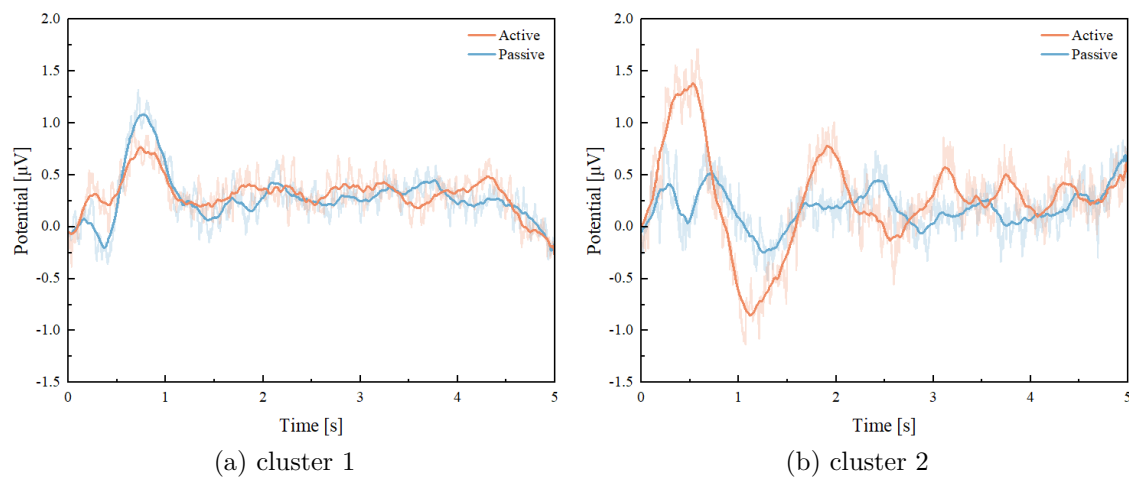 2.0
1.5
1.0
0.5
0.0
-0.5
-1.0
-1.5
Potential [µV]
Active
Passive
0 1 2 3 4 5
Time [s]
(a) cluster 1
2.0
1.5
1.0
0.5
0.0
-0.5
-1.0
-1.5
Potential [µV]
Active
Passive
0 1 2 3 4 5
Time [s]
(b) cluster 2